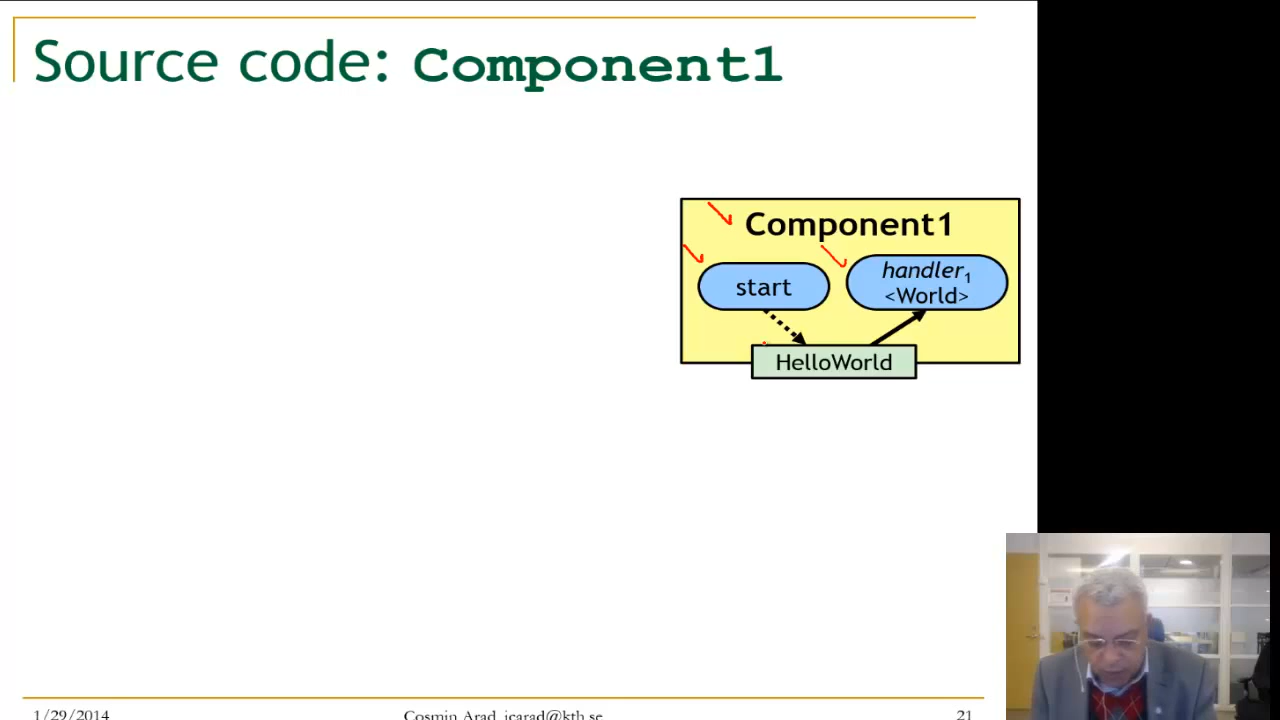 Source code: Component1
Component1
start
handler1
<World>
HelloWorld
1/29/2014
Cosmin Arad, icarad@kth.se
21